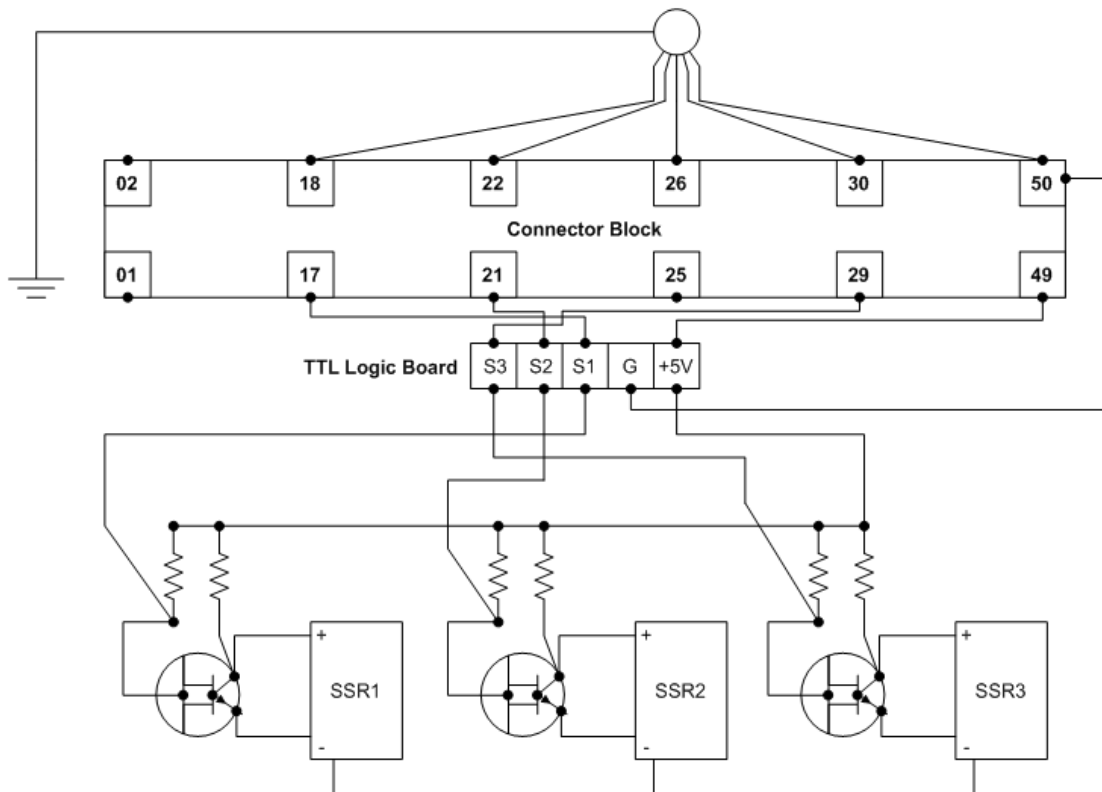 02 18 22 26 30 50
Connector Block
01 17 21 25 29 49
TTL Logic Board S3 S2 S1 G +5V
+ + +
SSR1 SSR2 SSR3
- - -